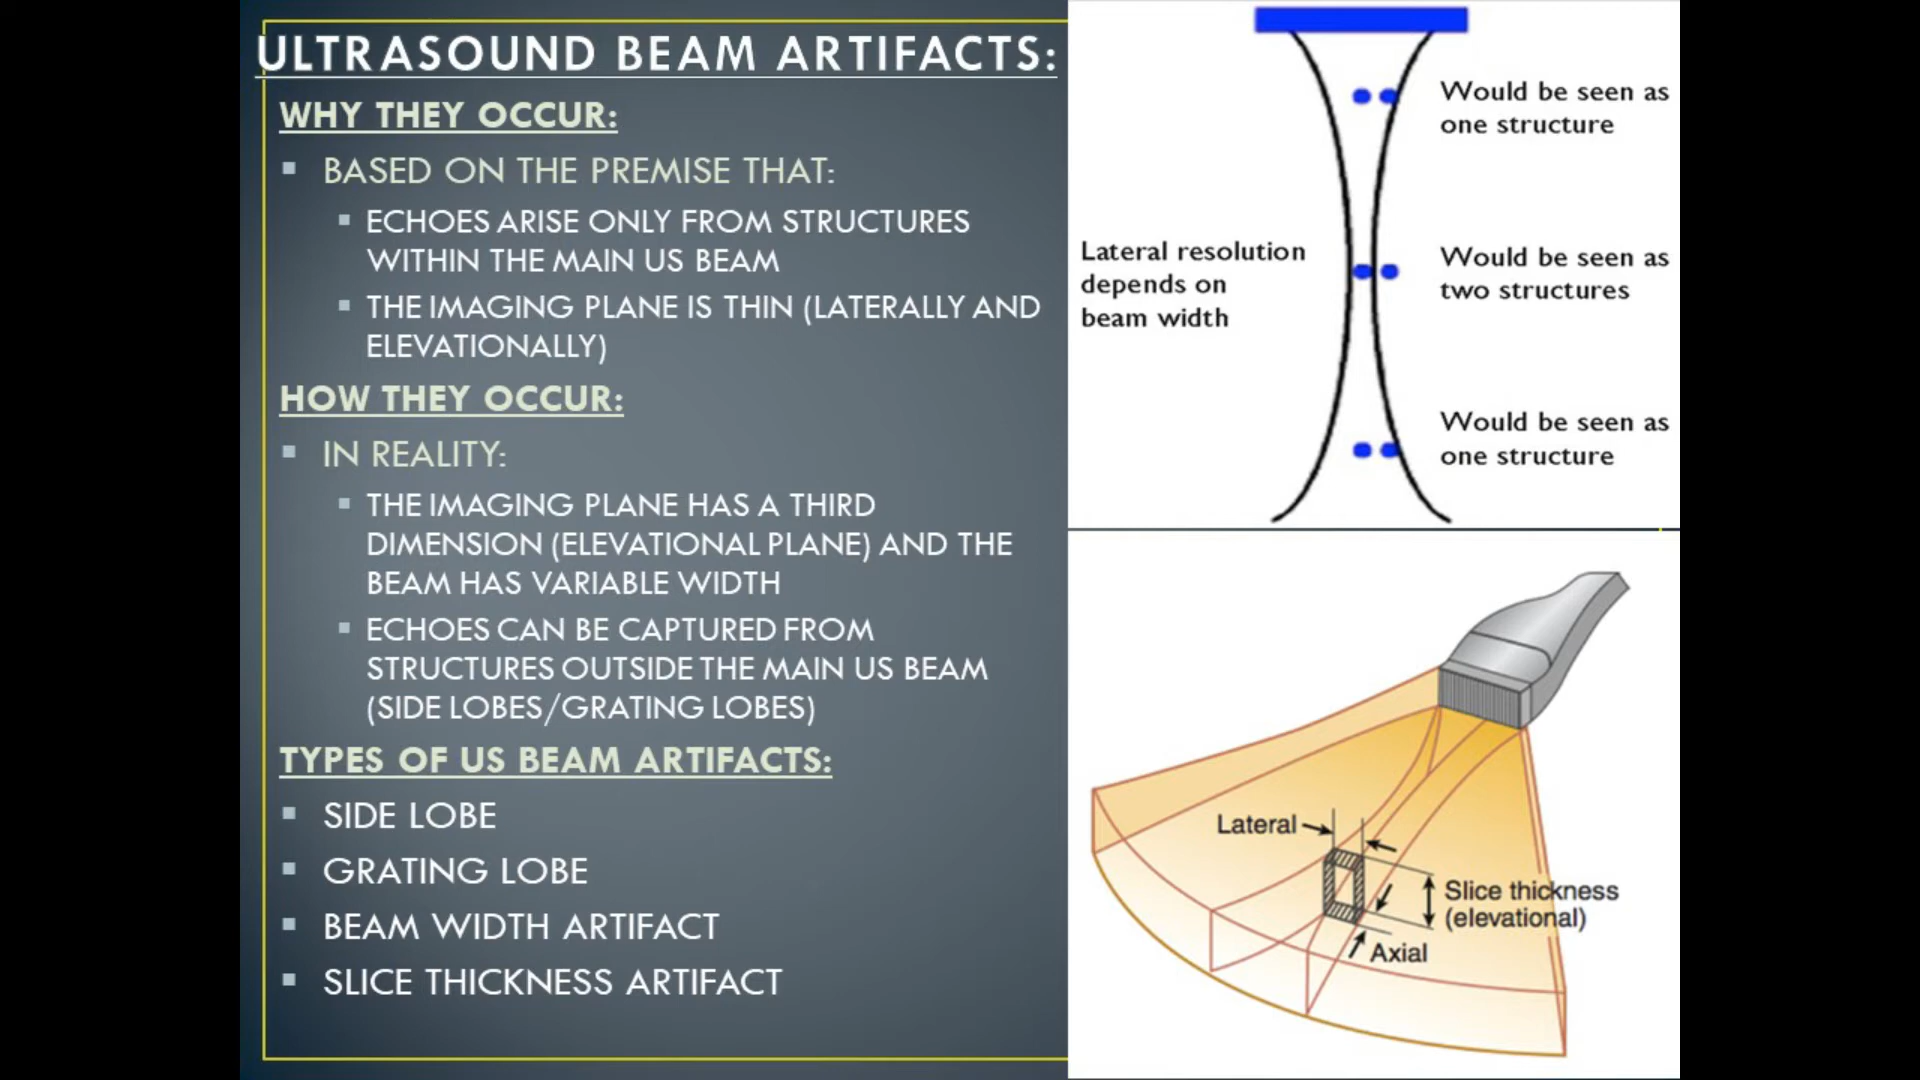 ULTRASOUND BEAM ARTIFACTS:
WHY THEY OCCUR:
BASED ON THE PREMISE THAT:
ECHOES ARISE ONLY FROM STRUCTURES
WITHIN THE MAIN US BEAM
THE IMAGING PLANE IS THIN (LATERALLY AND
ELEVATIONALLY)
HOW THEY OCCUR:
IN REALITY:
THE IMAGING PLANE HAS A THIRD
DIMENSION (ELEVATIONAL PLANE) AND THE
BEAM HAS VARIABLE WIDTH
ECHOES CAN BE CAPTURED FROM
STRUCTURES OUTSIDE THE MAIN US BEAM
(SIDE LOBES/GRATING LOBES)
TYPES OF US BEAM ARTIFACTS:
SIDE LOBE
GRATING LOBE
BEAM WIDTH ARTIFACT
SLICE THICKNESS ARTIFACT
Would be seen as
one structure
Lateral resolution
depends on
beam width
Would be seen as
two structures
Would be seen as
one structure
Lateral
Slice thickness
(elevational)
Axial